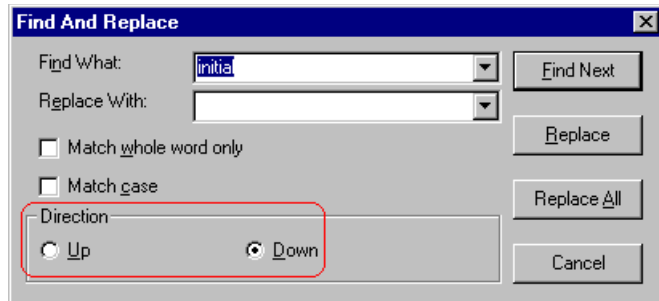 Find And Replace
Find What:
initial
Find Next
Replace With:
Replace
Match whole word only
Match case
Replace All
Direction
Up
Down
Cancel